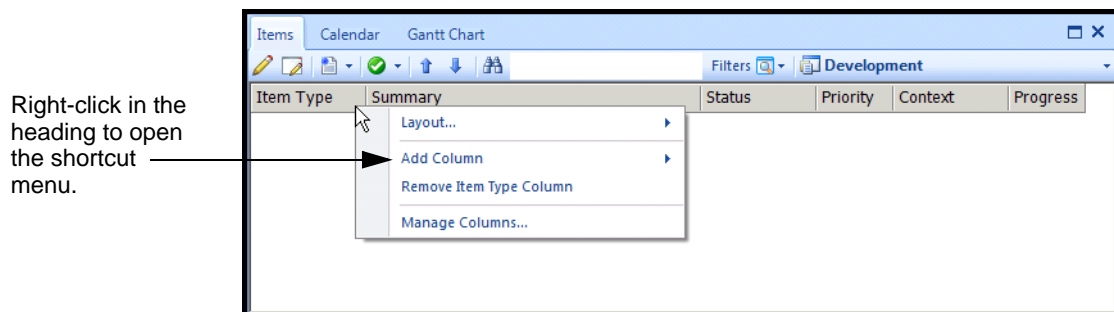 Right-click in the
heading to open
the shortcut
menu.
Items Calendar Gantt Chart
Filters Development
Item Type Summary Status Priority Context Progress
Layout...
Add Column
Remove Item Type Column
Manage Columns...